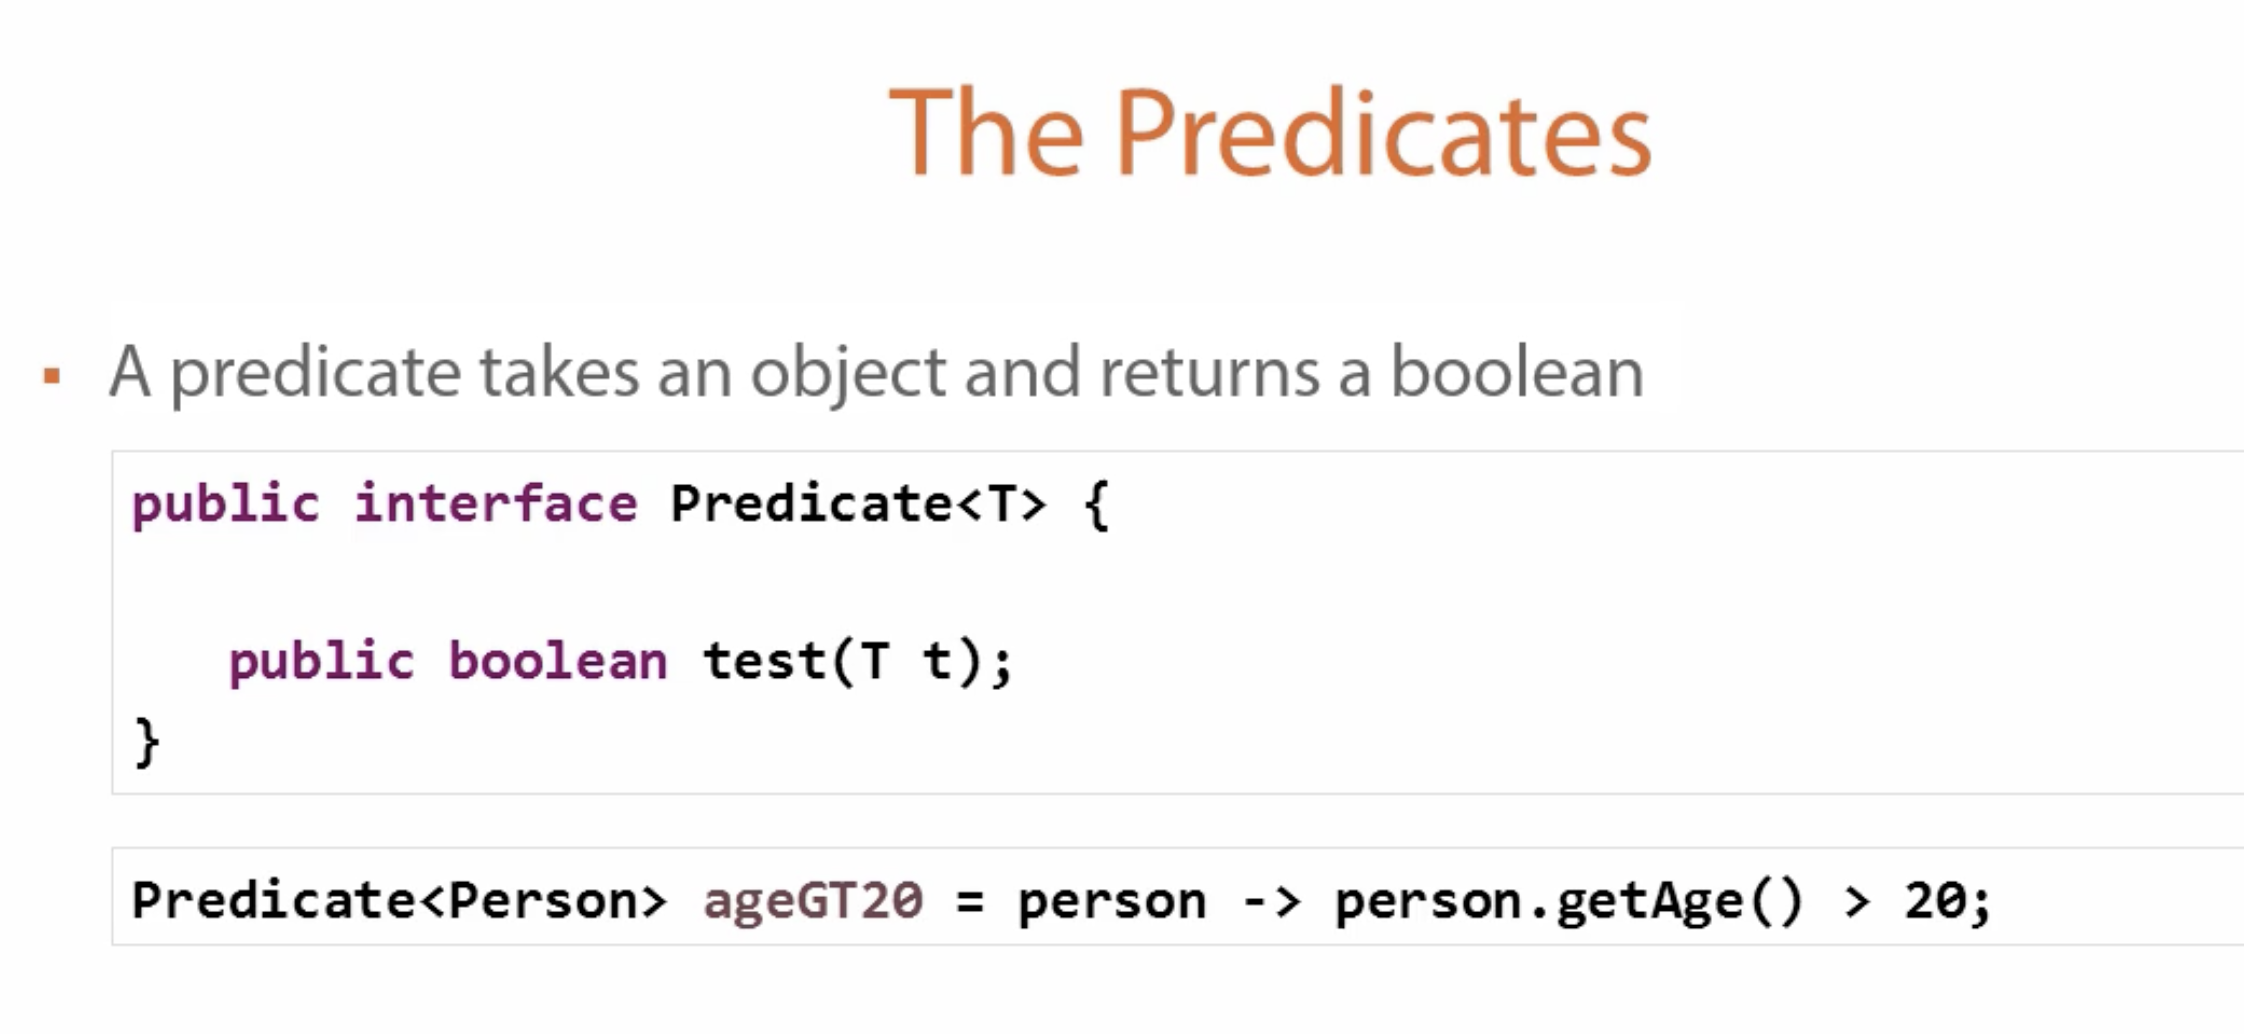 The Predicates
▪ A predicate takes an object and returns a boolean
public interface Predicate<T> {
public boolean test(T t);
}
Predicate<Person> ageGT20 = person -> person.getAge() > 20;